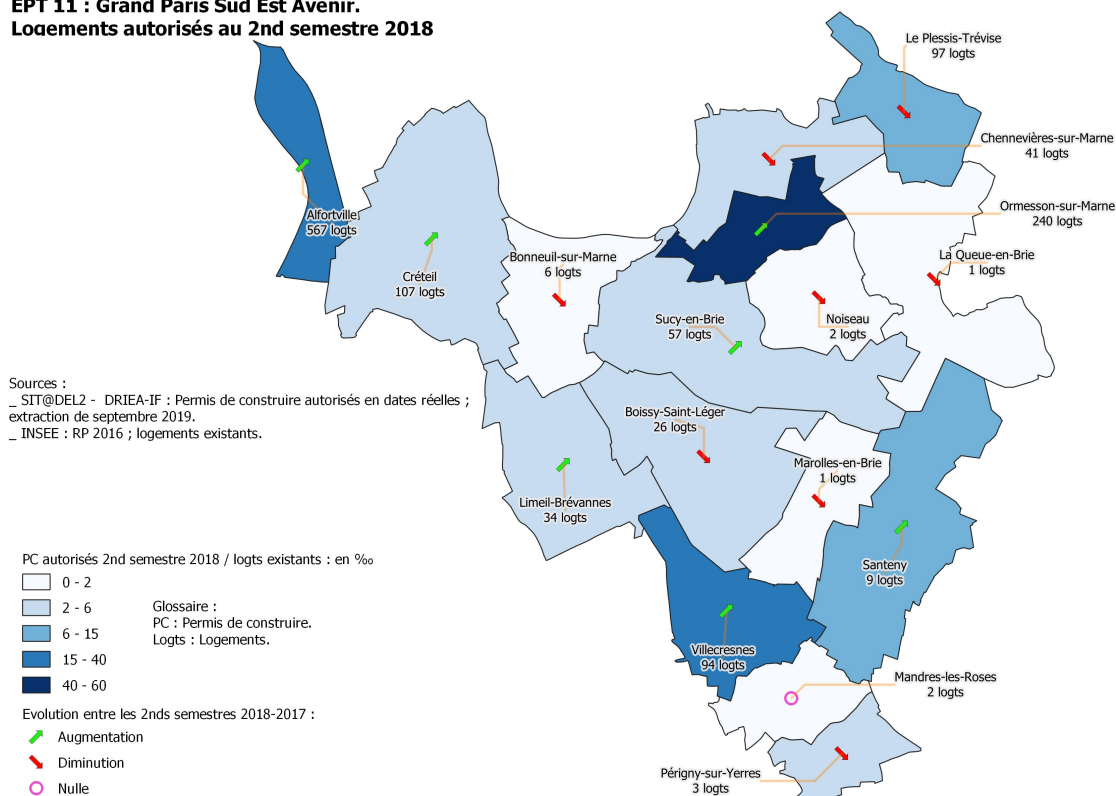 EPT 11 : Grand Paris Sud Est Avenir.
Logements autorisés au 2nd semestre 2018
Le Plessis-Trévise
97 logts
Chennevières-sur-Marne
41 logts
Ormesson-sur-Marne
240 logts
Alfortville
567 logts
La Queue-en-Brie
1 logts
Bonneuil-sur-Marne
6 logts
Créteil
107 logts
Sucy-en-Brie
57 logts
Noiseau
2 logts
Sources :
_ SIT@DEL2 - DRIEA-IF : Permis de construire autorisés en dates réelles ;
extraction de septembre 2019.
_ INSEE : RP 2016 ; logements existants.
Boissy-Saint-Léger
26 logts
Marolles-en-Brie
1 logts
Limeil-Brévannes
34 logts
Santeny
9 logts
PC autorisés 2nd semestre 2018 / logts existants : en ‰
0 - 2
2 - 6
6 - 15
15 - 40
40 - 60
Glossaire :
PC : Permis de construire.
Logts : Logements.
Villecresnes
94 logts
Mandres-les-Roses
2 logts
Evolution entre les 2nds semestres 2018-2017 :
Augmentation
Diminution
Nulle
Périgny-sur-Yerres
3 logts